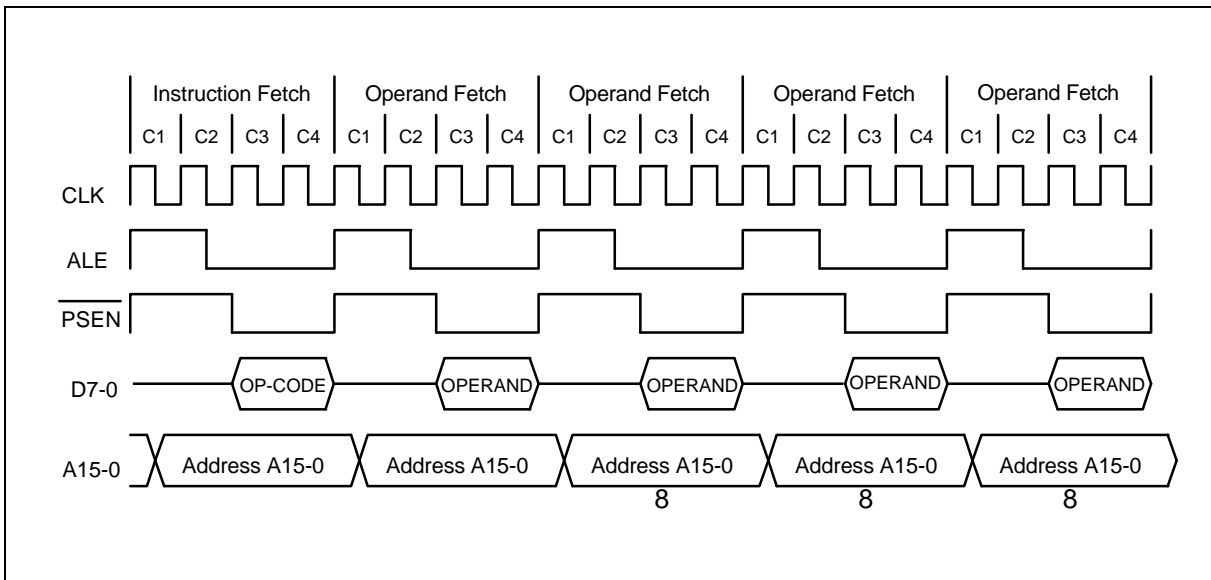 Instruction Fetch Operand Fetch Operand Fetch Operand Fetch Operand Fetch
C1 C2 C3 C4 C1 C2 C3 C4 C1 C2 C3 C4 C1 C2 C3 C4 C1 C2 C3 C4
CLK
ALE
PSEN
D7-0 OP-CODE OPERAND OPERAND OPERAND OPERAND
A15-0 Address A15-0 Address A15-0 Address A15-0 Address A15-0 Address A15-0
8 8 8